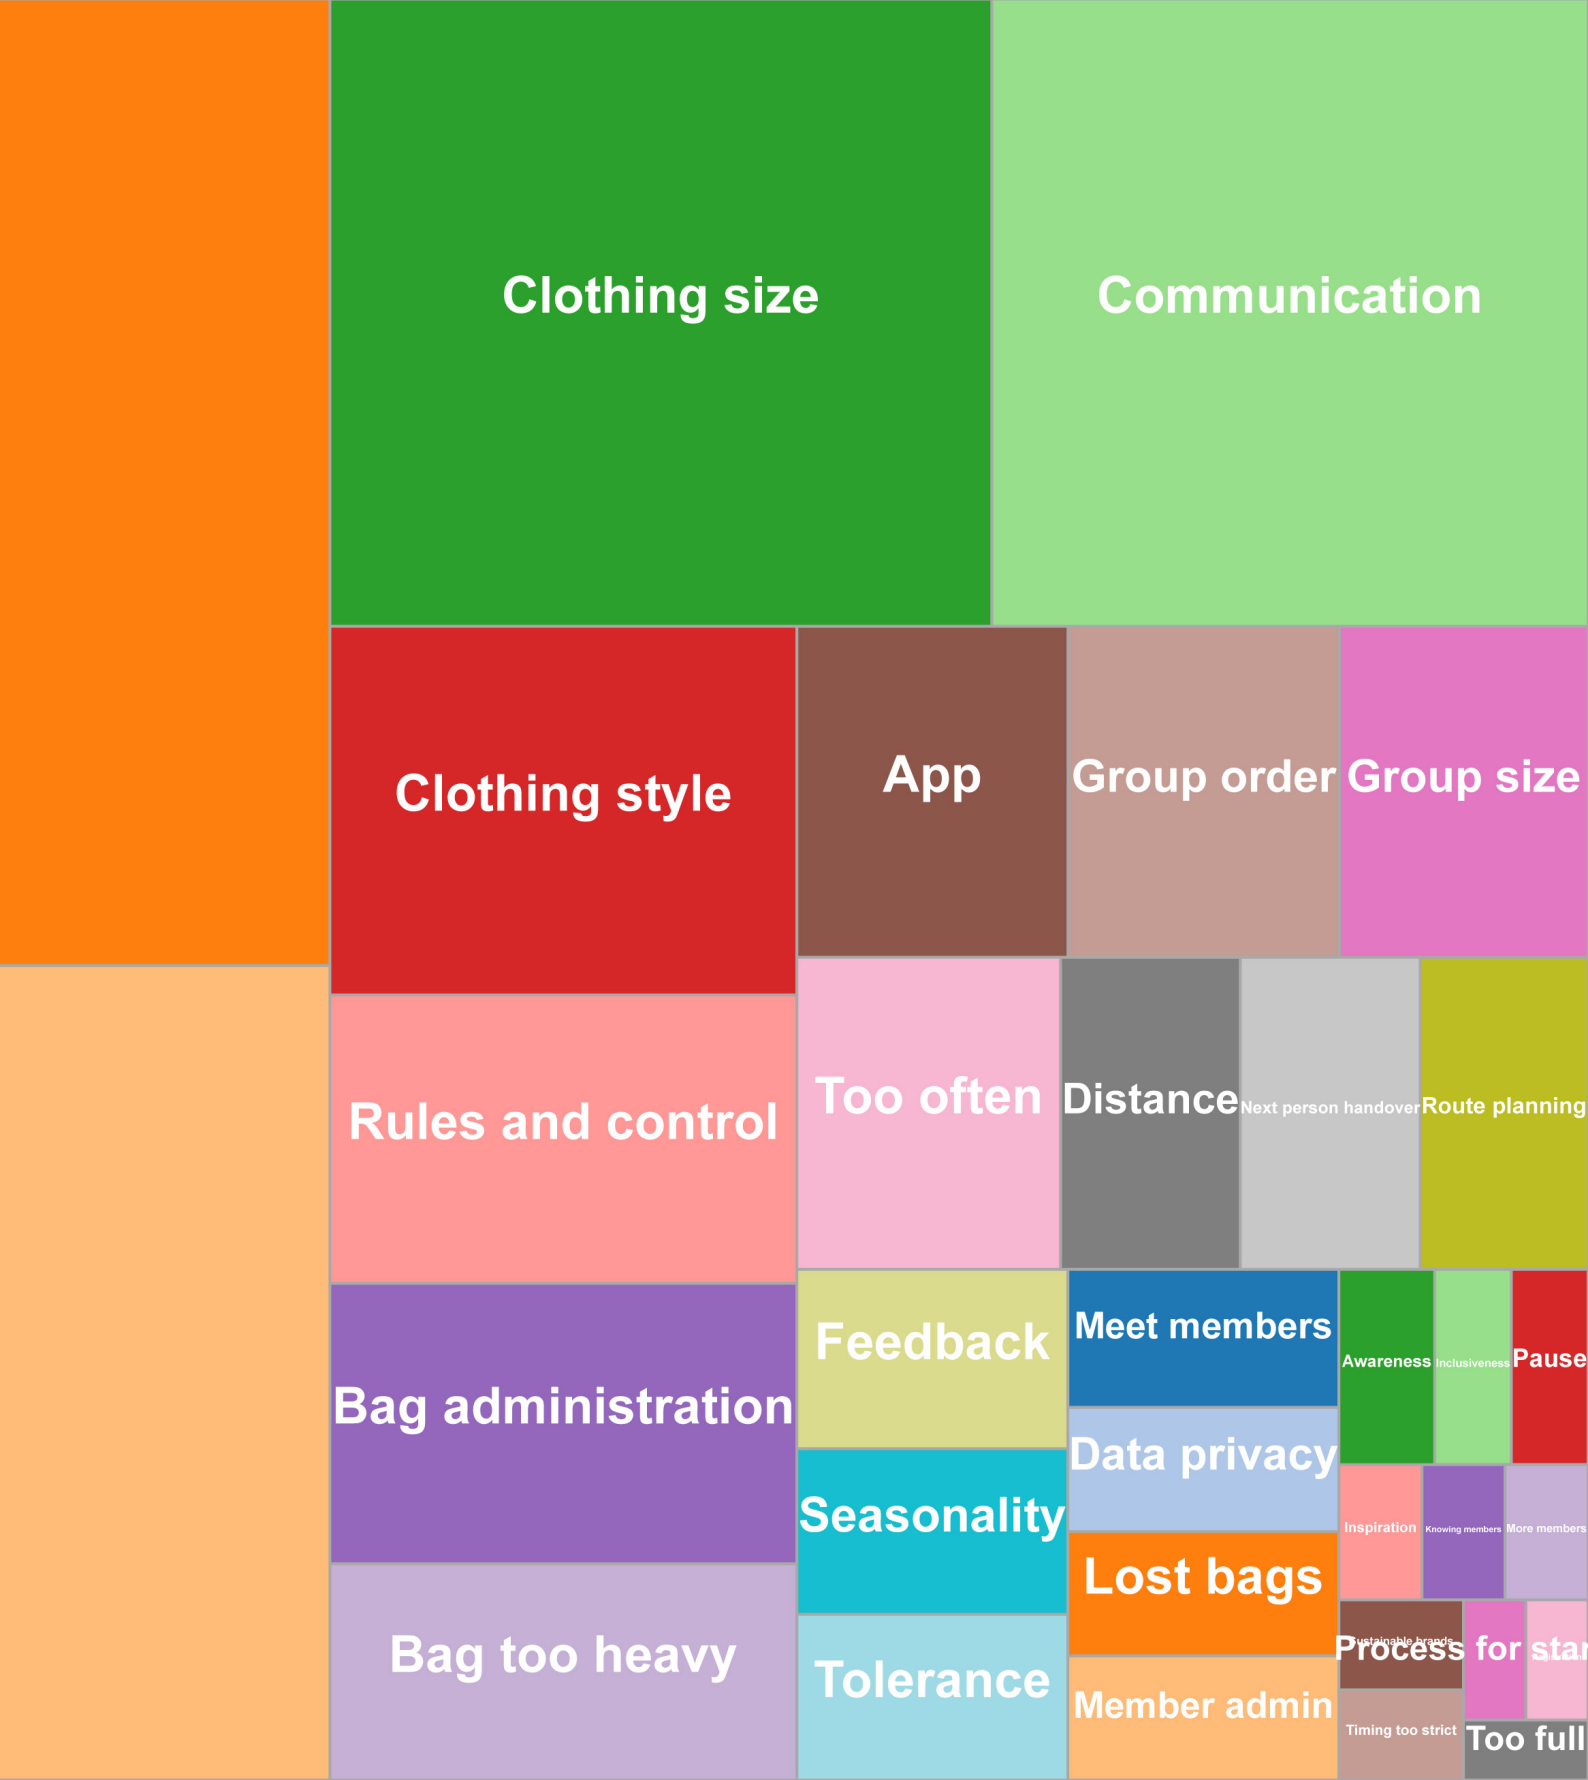 Clothing size
Communication
Clothing style
App
Group order
Group size
Rules and control
Too often
Distance
Next person handover
Route planning
Bag administration
Feedback
Meet members
Awareness
Inclusiveness
Pause
Data privacy
Seasonality
Inspiration
Knowing members
More members
Lost bags
Bag too heavy
Tolerance
Sustainable brands
Process for star
Member admin
Timing too strict
Too full